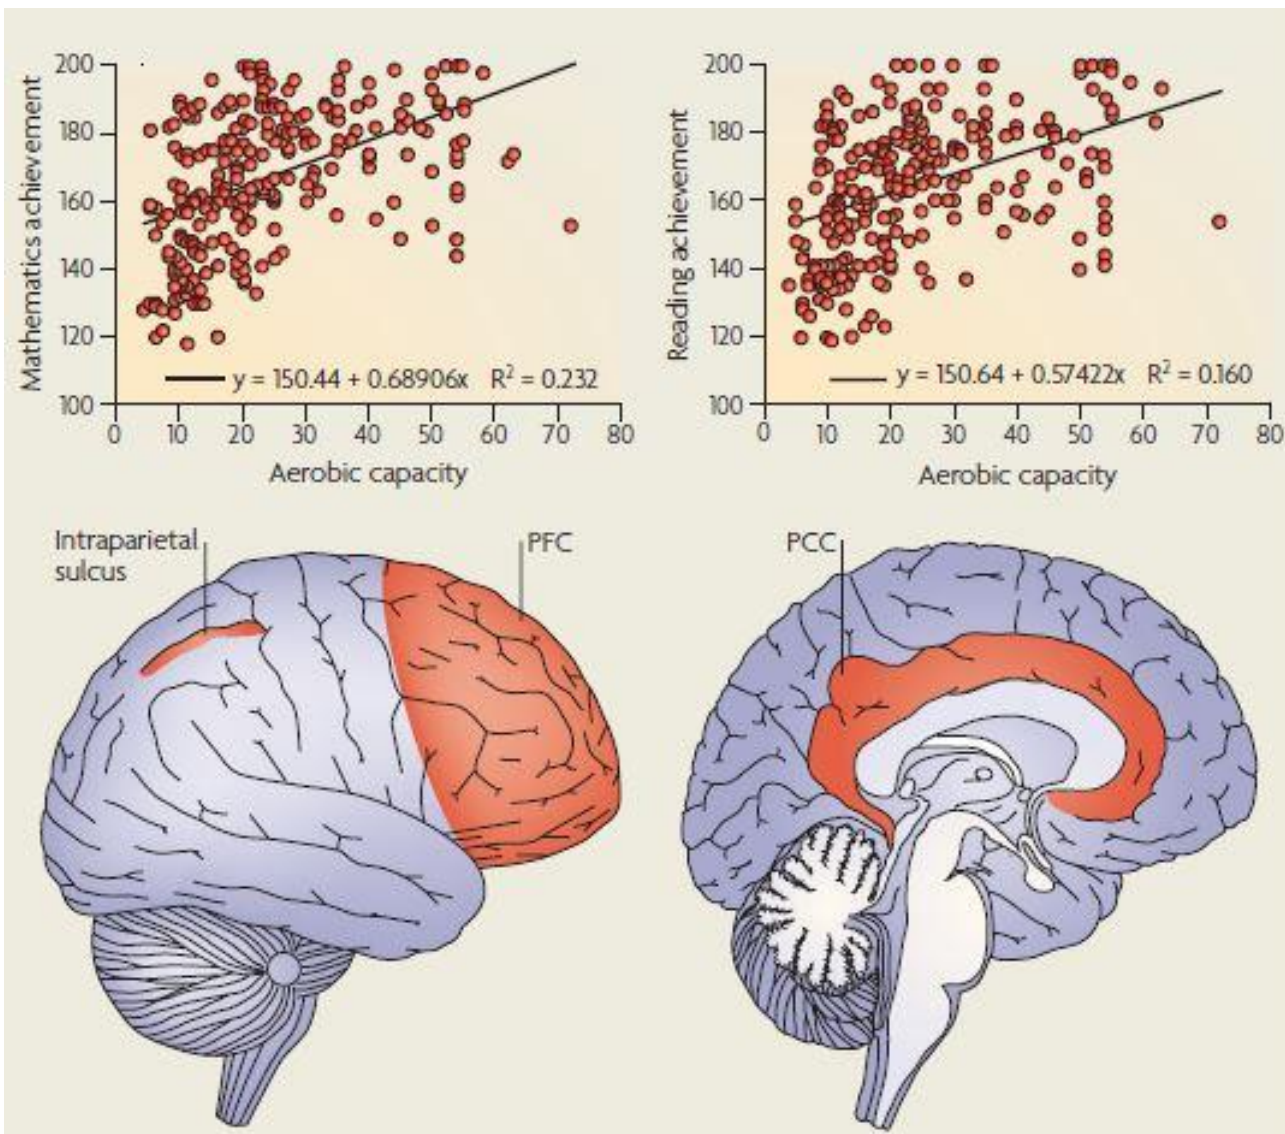 Mathematics achievement
200
180
160
140
120
100
y = 150.44 + 0.68906x R² = 0.232
0 10 20 30 40 50 60 70 80
Aerobic capacity
Reading achievement
200
180
160
140
120
100
y = 150.64 + 0.57422x R² = 0.160
0 10 20 30 40 50 60 70 80
Aerobic capacity
Intraparietal
sulcus
PFC
PCC